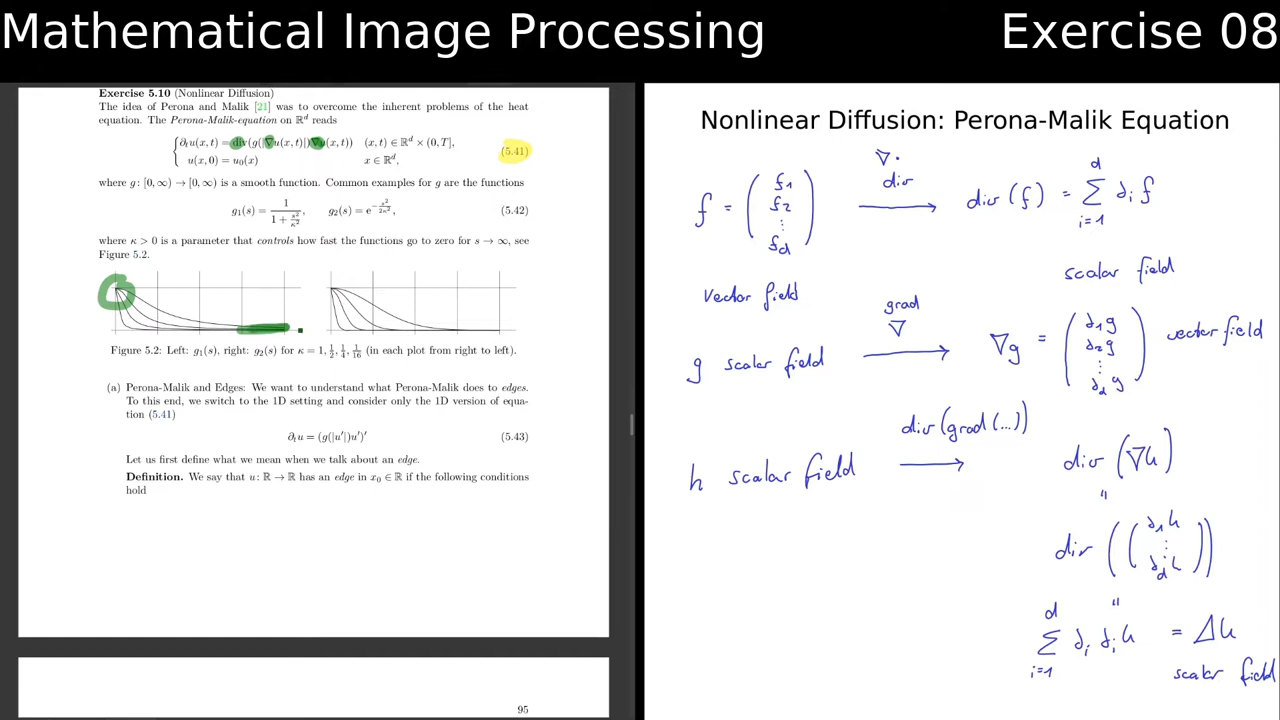 Mathematical Image Processing
Exercise 08
Exercise 5.10 (Nonlinear Diffusion)
The idea of Perona and Malik [21] was to overcome the inherent problems of the heat
equation. The Perona-Malik-equation on ℝ^d reads
{ ∂_t u(x,t) = div(g(|∇u(x,t)|)∇u(x,t)) (x,t) ∈ ℝ^d × (0,T],
u(x,0) = u_0(x) x ∈ ℝ^d,
(5.41)
where g: [0,∞) → [0,∞) is a smooth function. Common examples for g are the functions
g_1(s) = 1 / (1 + s²/κ²), g_2(s) = e^{-s²/2κ²}, (5.42)
where κ > 0 is a parameter that controls how fast the functions go to zero for s → ∞, see
Figure 5.2.
Figure 5.2: Left: g_1(s), right: g_2(s) for κ = 1, 1/2, 1/4, 1/16 (in each plot from right to left).
(a) Perona-Malik and Edges: We want to understand what Perona-Malik does to edges.
To this end, we switch to the 1D setting and consider only the 1D version of equa-
tion (5.41)
∂_t u = (g(|u'|)u')' (5.43)
Let us first define what we mean when we talk about an edge.
Definition. We say that u: ℝ → ℝ has an edge in x_0 ∈ ℝ if the following conditions
hold
95
Nonlinear Diffusion: Perona-Malik Equation
f = (f_1 f_2 ⋮ f_d) ∇· div → div(f) = Σ_{i=1}^{d} ∂_i f
vector field scalar field
g scalar field grad ∇ → ∇g = (∂_1 g ∂_2 g ⋮ ∂_d g) vector field
h scalar field div(grad(...)) → div(∇h)
"
div((∂_1 h ⋮ ∂_d h))
"
Σ_{i=1}^{d} ∂_i ∂_i h = Δh
scalar field